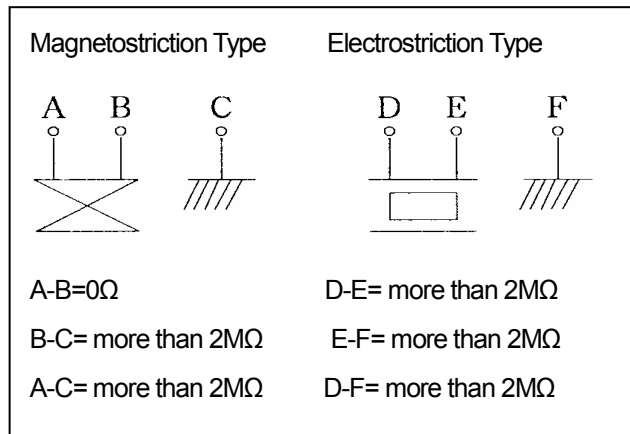 Magnetostriction Type Electrostriction Type
A B C D E F
A-B=0Ω D-E= more than 2MΩ
B-C= more than 2MΩ E-F= more than 2MΩ
A-C= more than 2MΩ D-F= more than 2MΩ